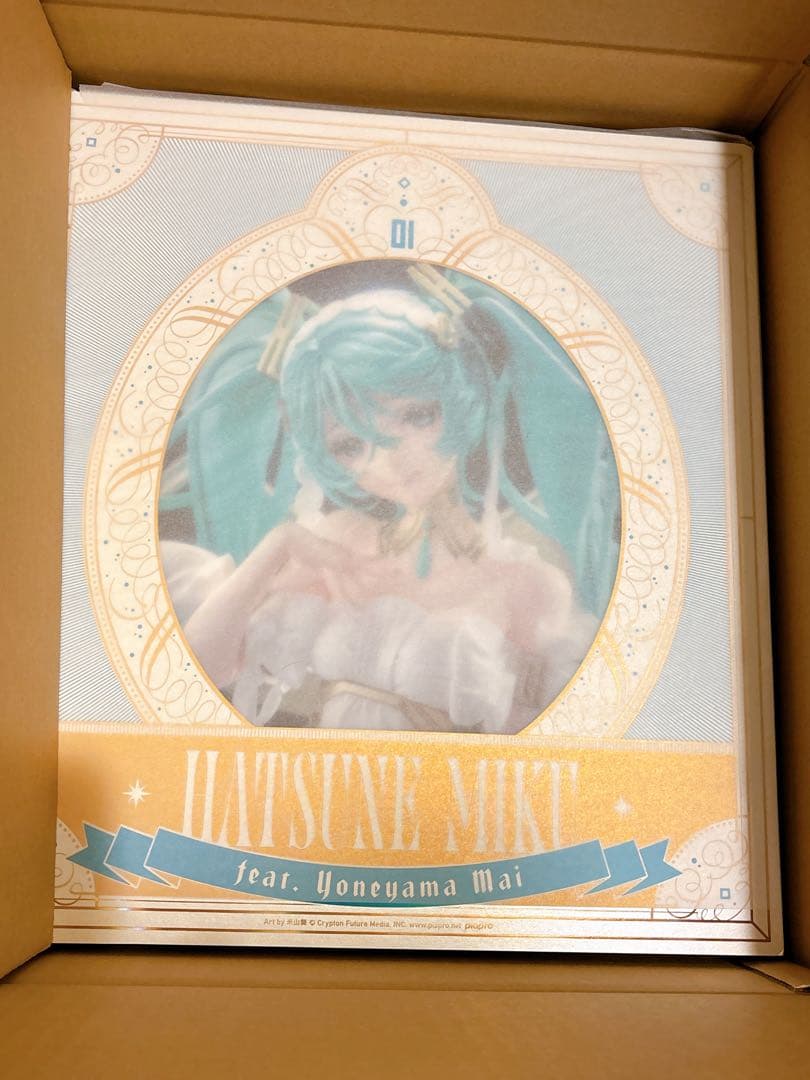 01
HATSUNE MIKU
feat. Yoneyama Mai
Art by 米山舞 © Crypton Future Media, INC. www.piapro.net piapro